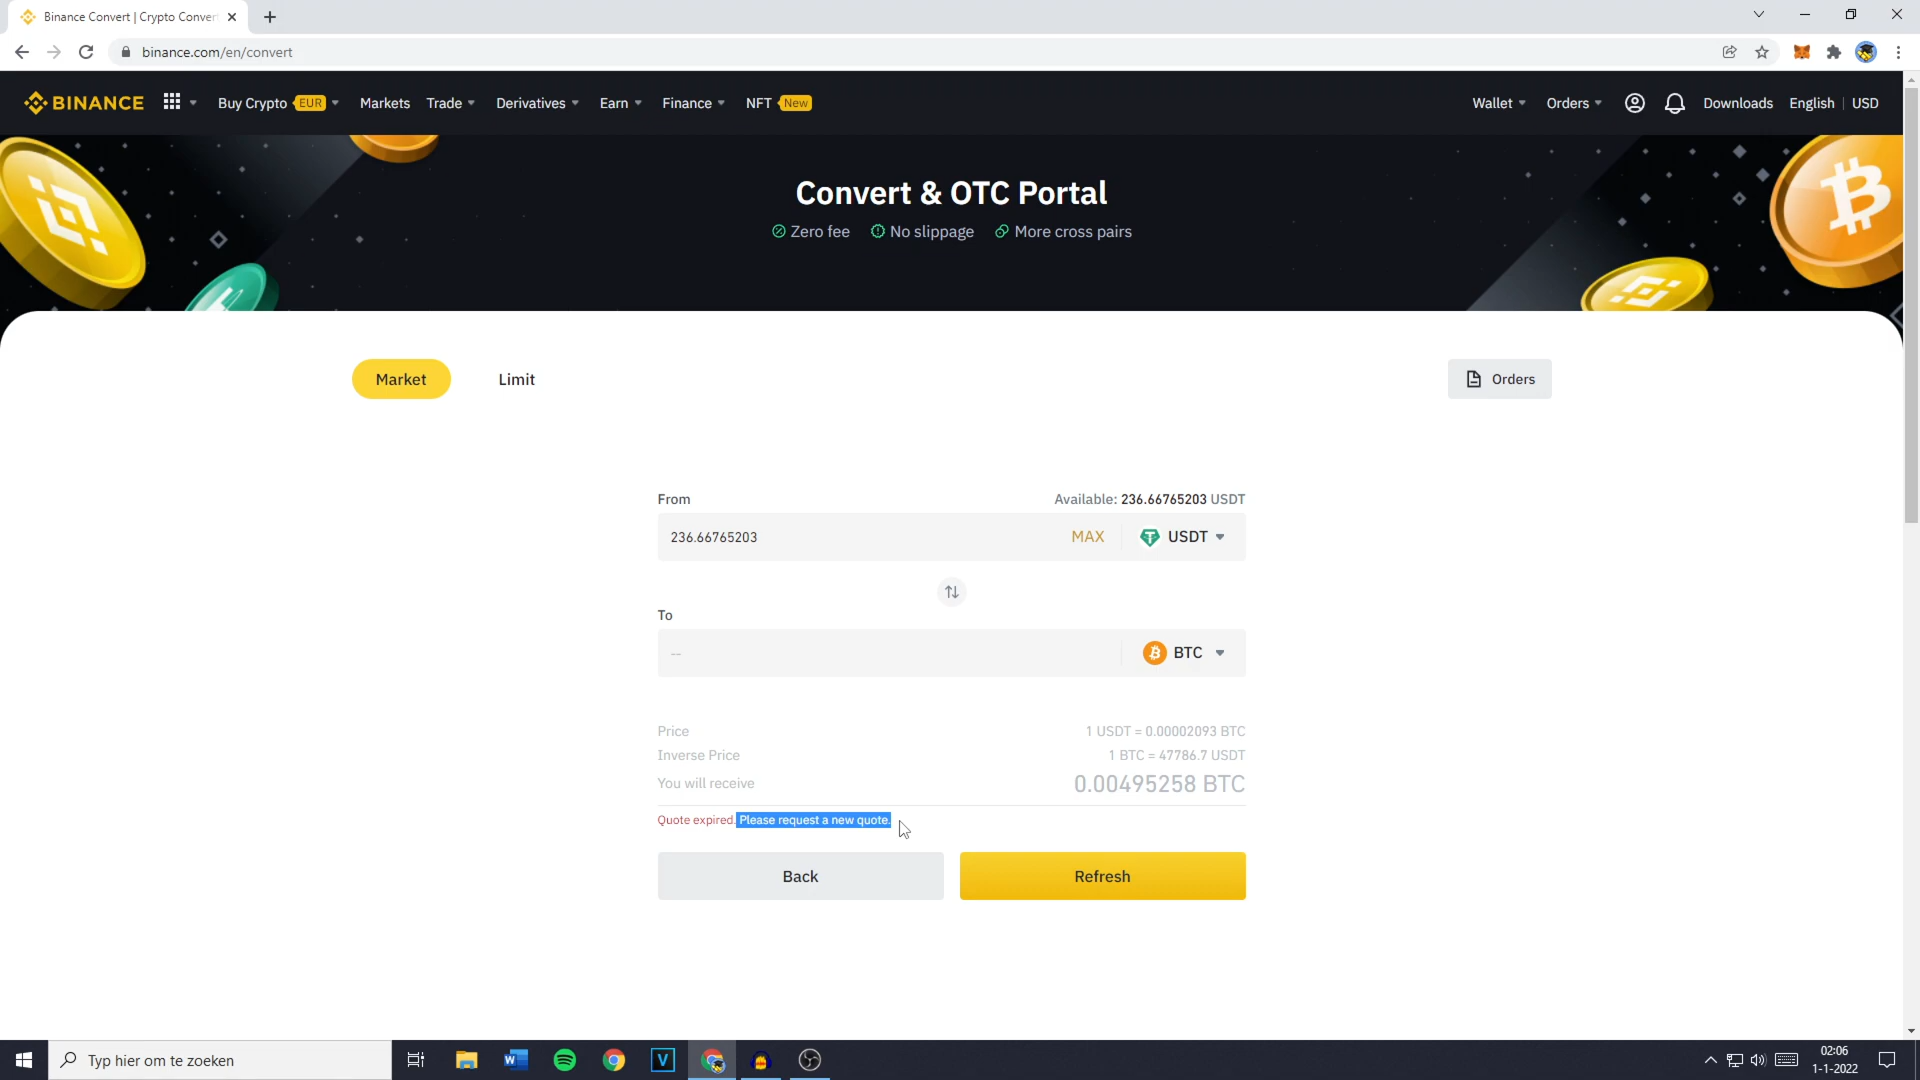 Binance Convert | Crypto Conver
binance.com/en/convert
BINANCE
Buy Crypto EUR
Markets
Trade
Derivatives
Earn
Finance
NFT New
Wallet
Orders
Downloads
English
USD
Convert & OTC Portal
Zero fee No slippage More cross pairs
Market
Limit
Orders
From
Available: 236.66765203 USDT
236.66765203
MAX
USDT
To
--
BTC
Price
1 USDT = 0.00002093 BTC
Inverse Price
1 BTC = 47786.7 USDT
You will receive
0.00495258 BTC
Quote expired. Please request a new quote.
Back
Refresh
Typ hier om te zoeken
02:06
1-1-2022